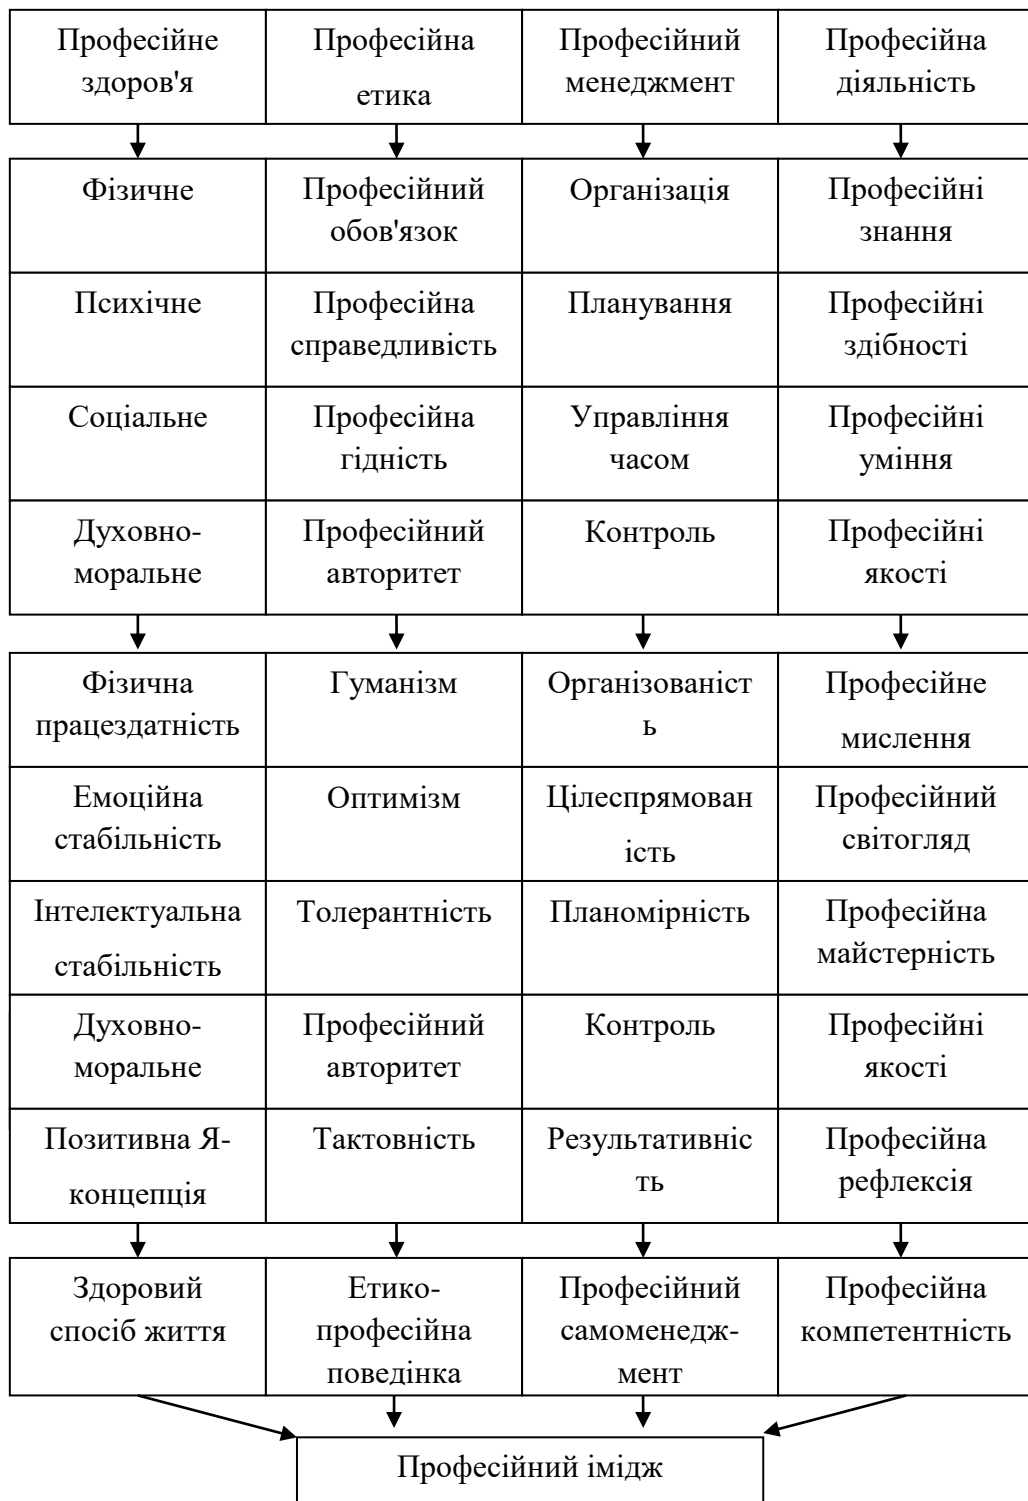 Професійне
здоров'я
Професійна
етика
Професійний
менеджмент
Професійна
діяльність
Фізичне
Професійний
обов'язок
Організація
Професійні
знання
Психічне
Професійна
справедливість
Планування
Професійні
здібності
Соціальне
Професійна
гідність
Управління
часом
Професійні
уміння
Духовно-
моральне
Професійний
авторитет
Контроль
Професійні
якості
Фізична
працездатність
Гуманізм
Організованіст
ь
Професійне
мислення
Емоційна
стабільність
Оптимізм
Цілеспрямован
ість
Професійний
світогляд
Інтелектуальна
стабільність
Толерантність
Планомірність
Професійна
майстерність
Духовно-
моральне
Професійний
авторитет
Контроль
Професійні
якості
Позитивна Я-
концепція
Тактовність
Результативніс
ть
Професійна
рефлексія
Здоровий
спосіб життя
Етико-
професійна
поведінка
Професійний
самоменедж-
мент
Професійна
компетентність
Професійний імідж